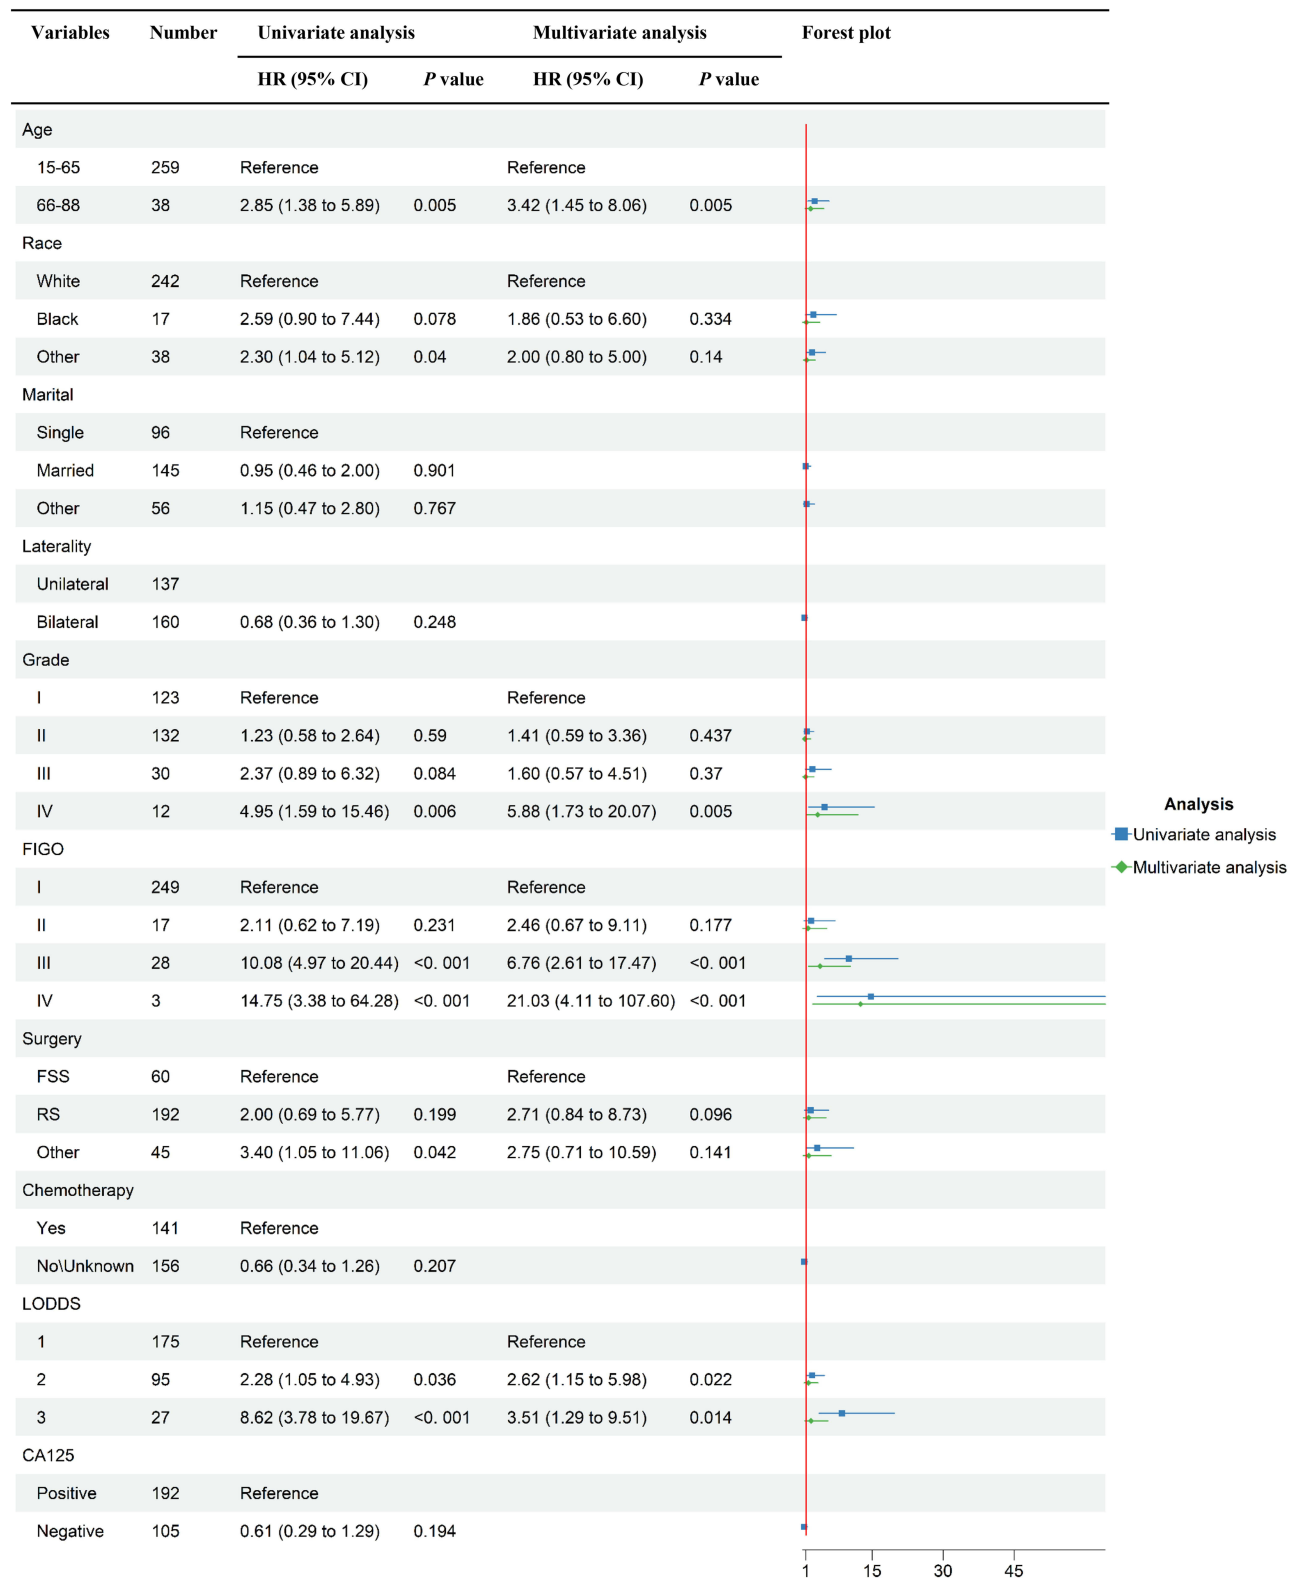 Variables Number Univariate analysis Multivariate analysis Forest plot
HR (95% CI) P value HR (95% CI) P value
Age
15-65 259 Reference Reference
66-88 38 2.85 (1.38 to 5.89) 0.005 3.42 (1.45 to 8.06) 0.005
Race
White 242 Reference Reference
Black 17 2.59 (0.90 to 7.44) 0.078 1.86 (0.53 to 6.60) 0.334
Other 38 2.30 (1.04 to 5.12) 0.04 2.00 (0.80 to 5.00) 0.14
Marital
Single 96 Reference
Married 145 0.95 (0.46 to 2.00) 0.901
Other 56 1.15 (0.47 to 2.80) 0.767
Laterality
Unilateral 137
Bilateral 160 0.68 (0.36 to 1.30) 0.248
Grade
I 123 Reference Reference
II 132 1.23 (0.58 to 2.64) 0.59 1.41 (0.59 to 3.36) 0.437
III 30 2.37 (0.89 to 6.32) 0.084 1.60 (0.57 to 4.51) 0.37
IV 12 4.95 (1.59 to 15.46) 0.006 5.88 (1.73 to 20.07) 0.005
FIGO
I 249 Reference Reference
II 17 2.11 (0.62 to 7.19) 0.231 2.46 (0.67 to 9.11) 0.177
III 28 10.08 (4.97 to 20.44) <0. 001 6.76 (2.61 to 17.47) <0. 001
IV 3 14.75 (3.38 to 64.28) <0. 001 21.03 (4.11 to 107.60) <0. 001
Surgery
FSS 60 Reference Reference
RS 192 2.00 (0.69 to 5.77) 0.199 2.71 (0.84 to 8.73) 0.096
Other 45 3.40 (1.05 to 11.06) 0.042 2.75 (0.71 to 10.59) 0.141
Chemotherapy
Yes 141 Reference
No\Unknown 156 0.66 (0.34 to 1.26) 0.207
LODDS
1 175 Reference Reference
2 95 2.28 (1.05 to 4.93) 0.036 2.62 (1.15 to 5.98) 0.022
3 27 8.62 (3.78 to 19.67) <0. 001 3.51 (1.29 to 9.51) 0.014
CA125
Positive 192 Reference
Negative 105 0.61 (0.29 to 1.29) 0.194
1 15 30 45
Analysis
Univariate analysis
Multivariate analysis